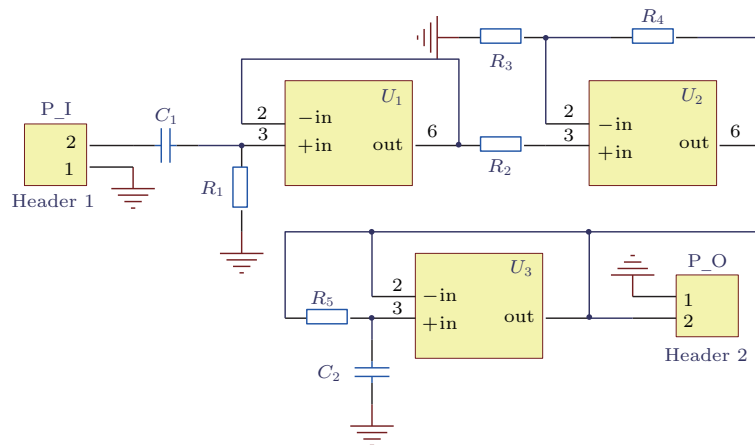 R4
R3
P_I
C1
U1
U2
2
3
-in
+in
out
6
2
3
-in
+in
out
6
2
1
R1
R2
Header 1
U3
P_O
2
3
-in
+in
out
R5
1
2
C2
Header 2